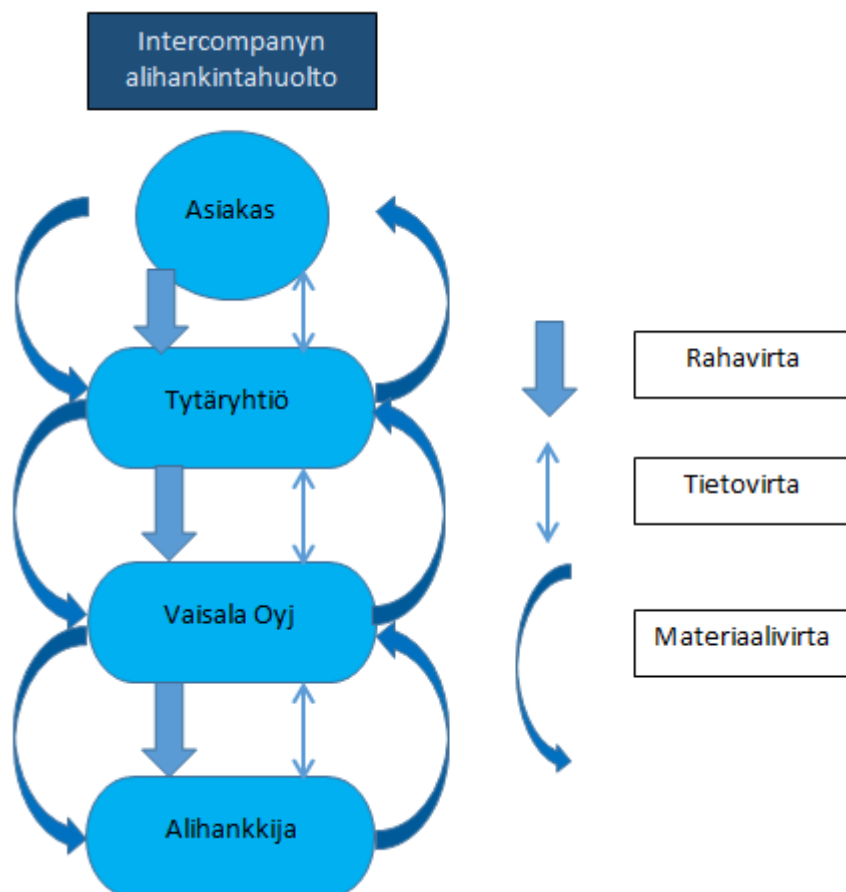 Intercompanyn
alihankintahuolto
Asiakas
Tytäryhtiö
Vaisala Oyj
Alihankkija
Rahavirta
Tietovirta
Materiaalivirta